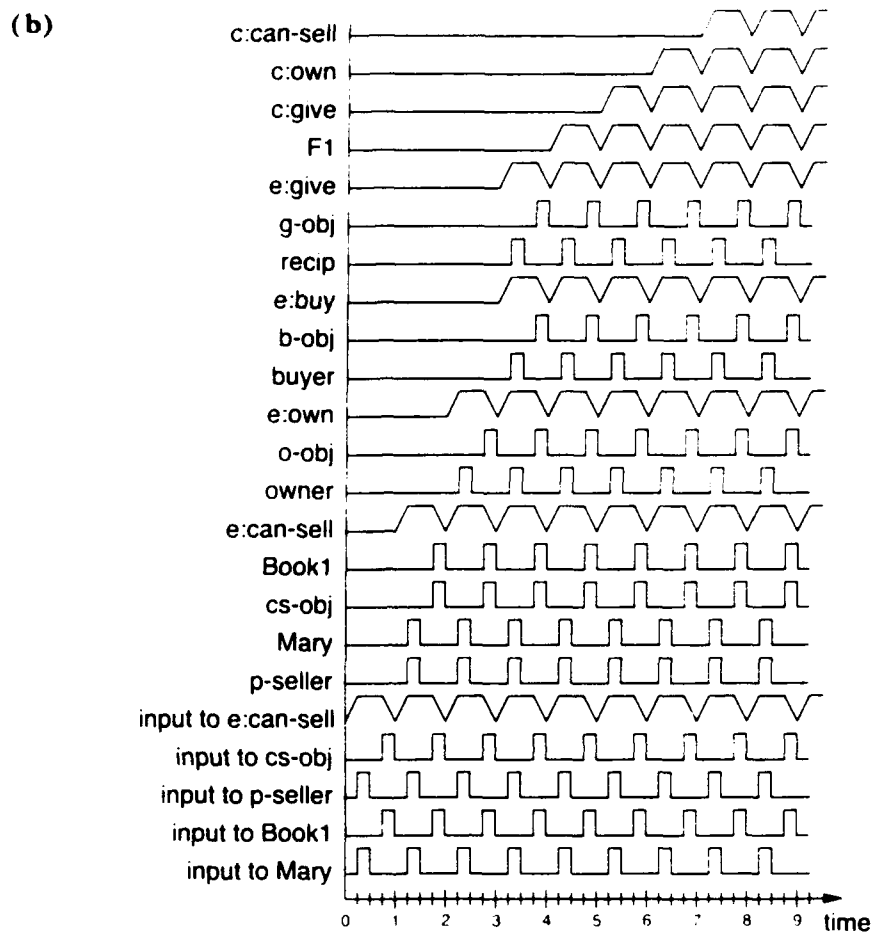 (b)
c:can-sell
c:own
c:give
F1
e:give
g-obj
recip
e:buy
b-obj
buyer
e:own
o-obj
owner
e:can-sell
Book1
cs-obj
Mary
p-seller
input to e:can-sell
input to cs-obj
input to p-seller
input to Book1
input to Mary
0 1 2 3 4 5 6 7 8 9 time